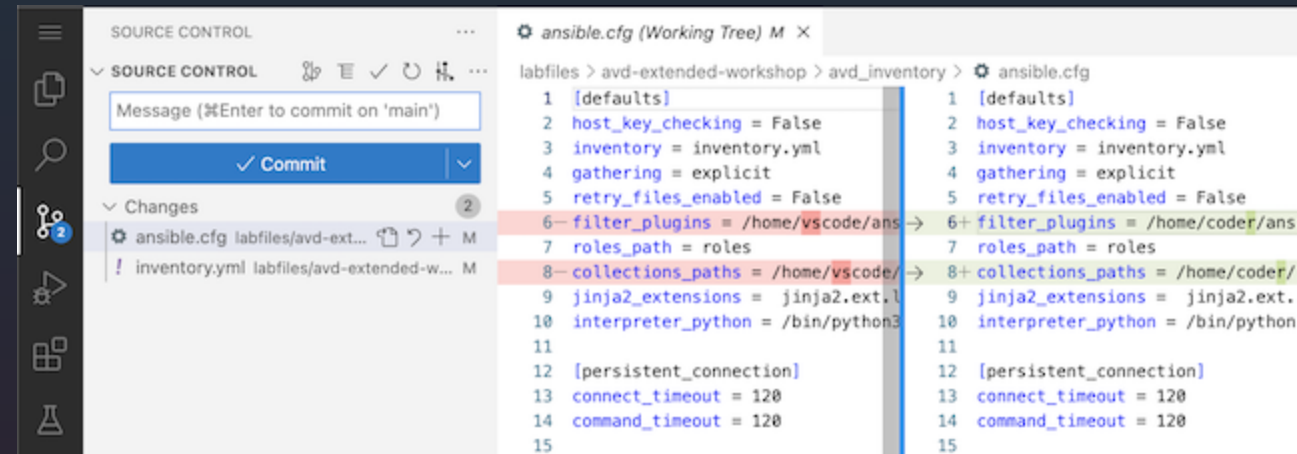 SOURCE CONTROL
SOURCE CONTROL
Message (⌘Enter to commit on 'main')
Commit
Changes 2
ansible.cfg labfiles/avd-ext... M
! inventory.yml labfiles/avd-extended-w... M
2
ansible.cfg (Working Tree) M
labfiles > avd-extended-workshop > avd_inventory > ansible.cfg
1 [defaults]
2 host_key_checking = False
3 inventory = inventory.yml
4 gathering = explicit
5 retry_files_enabled = False
6— filter_plugins = /home/vscode/ans
7 roles_path = roles
8— collections_paths = /home/vscode/
9 jinja2_extensions =  jinja2.ext.l
10 interpreter_python = /bin/python3
11
12 [persistent_connection]
13 connect_timeout = 120
14 command_timeout = 120
15
1 [defaults]
2 host_key_checking = False
3 inventory = inventory.yml
4 gathering = explicit
5 retry_files_enabled = False
6+ filter_plugins = /home/coder/ans
7 roles_path = roles
8+ collections_paths = /home/coder/
9 jinja2_extensions =  jinja2.ext.
10 interpreter_python = /bin/python
11
12 [persistent_connection]
13 connect_timeout = 120
14 command_timeout = 120
15